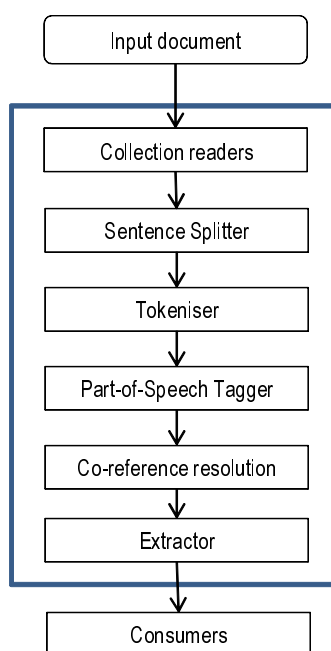 Input document
Collection readers
Sentence Splitter
Tokeniser
Part-of-Speech Tagger
Co-reference resolution
Extractor
Consumers